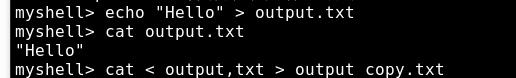 myshell> echo "Hello" > output.txt
myshell> cat output.txt
"Hello"
myshell> cat < output,txt > output copy.txt